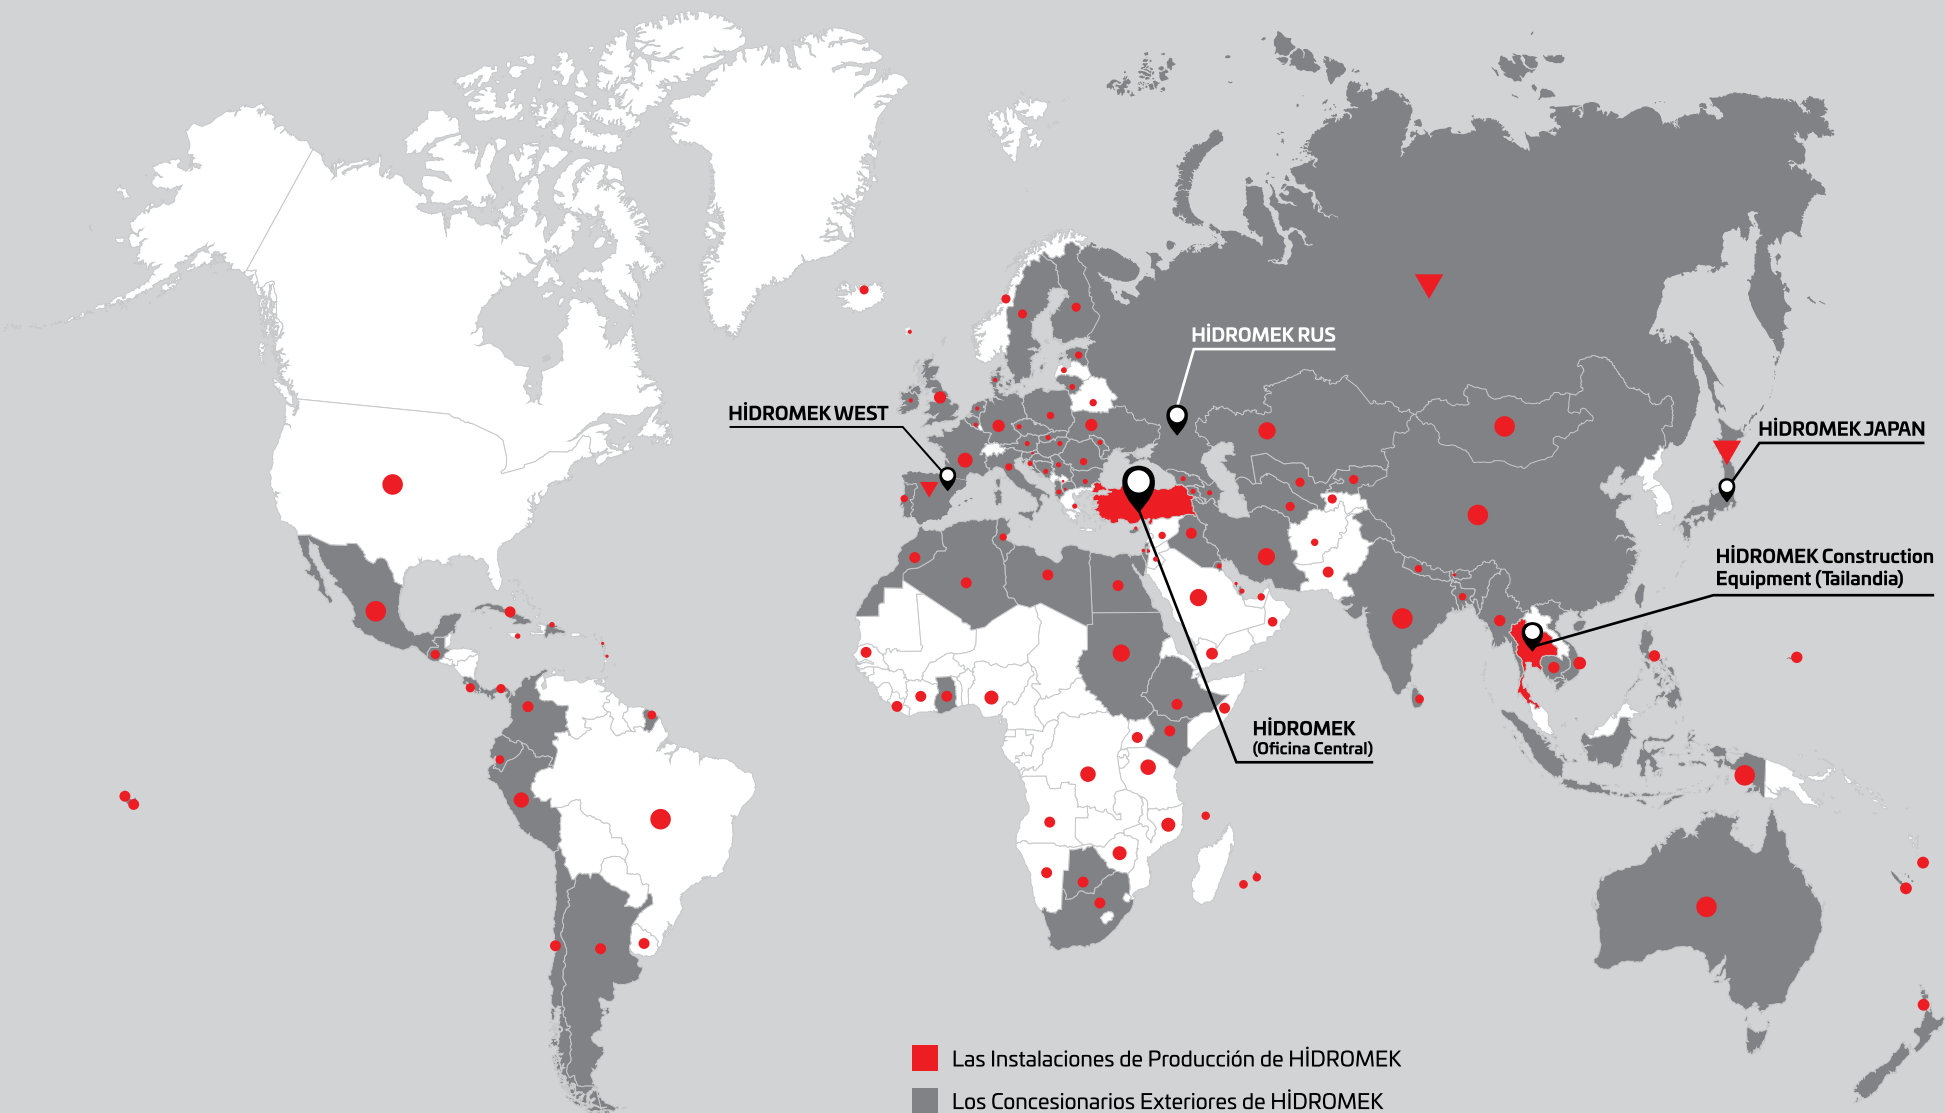 HİDROMEK RUS
HİDROMEK WEST
HİDROMEK JAPAN
HİDROMEK Construction
Equipment (Tailandia)
HİDROMEK
(Oficina Central)
Las Instalaciones de Producción de HİDROMEK
Los Concesionarios Exteriores de HİDROMEK